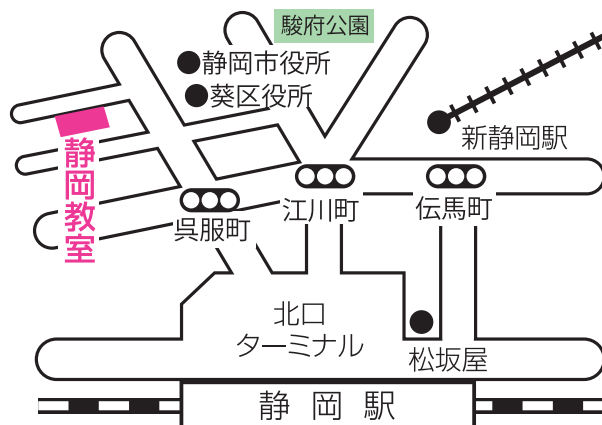 駿府公園
静岡市役所
葵区役所
新静岡駅
静岡教室
呉服町
江川町
伝馬町
北口
ターミナル
松坂屋
静岡駅